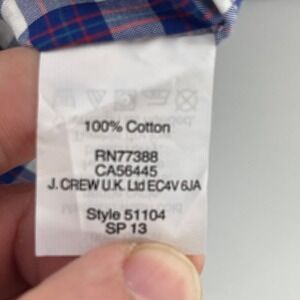 100% Cotton
RN77388
CA56445
J. CREW U.K. Ltd EC4V 6JA
Style 51104
SP 13